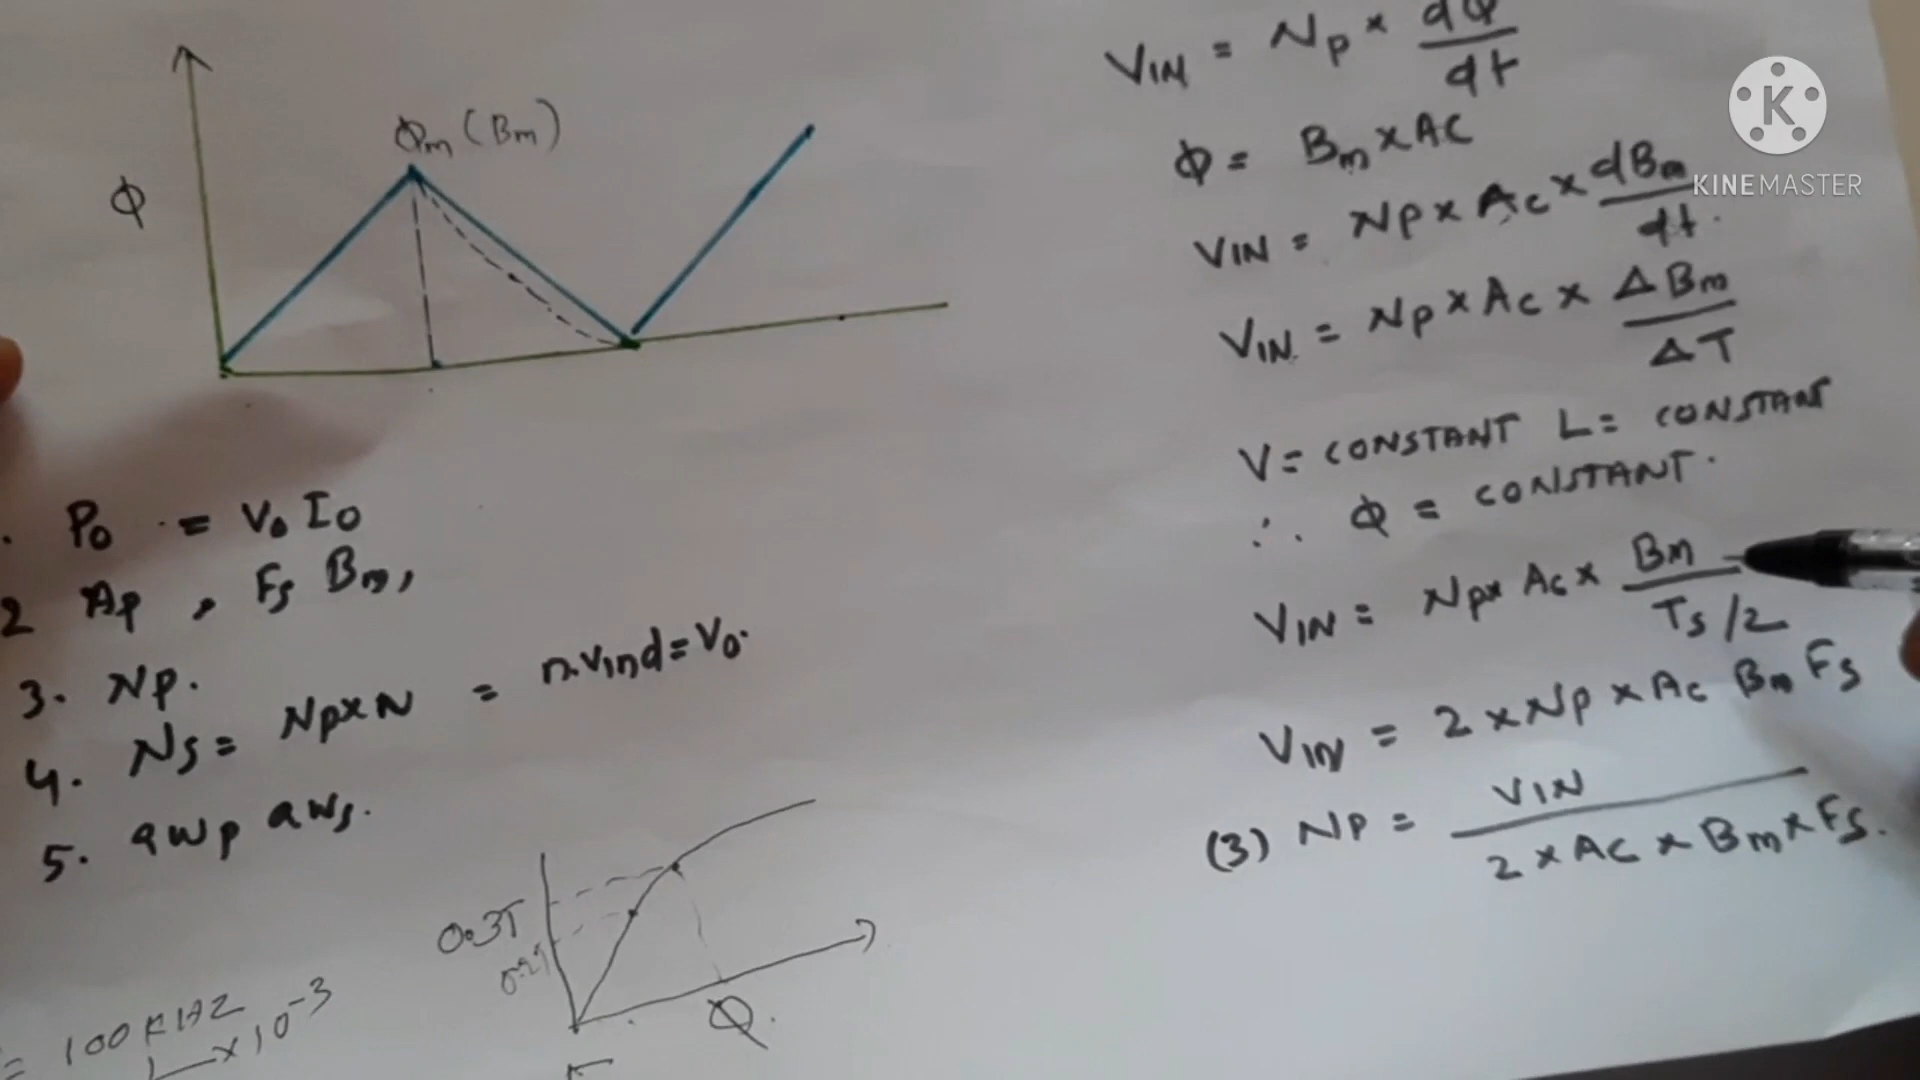 Φm (Bm)
Φ
1. Po = Vo Io
2 Ap , Fs Bm,
3. Np.
4. Ns = Np×N = n.Vind = Vo.
5. awp aws.
0.3T
Φ.
= 100KHZ
×10-3
VIN = Np × dΦ/dt
Φ = Bm × AC
VIN = Np × Ac × dBm/dt.
VIN = Np × Ac × ΔBm/ΔT
V = CONSTANT L = CONSTANT
∴ Φ = CONSTANT.
VIN = Np× Ac × Bm/Ts/2
VIN = 2 × Np × Ac Bm Fs
(3) Np = VIN/2 × AC × Bm × Fs.
K
KINEMASTER